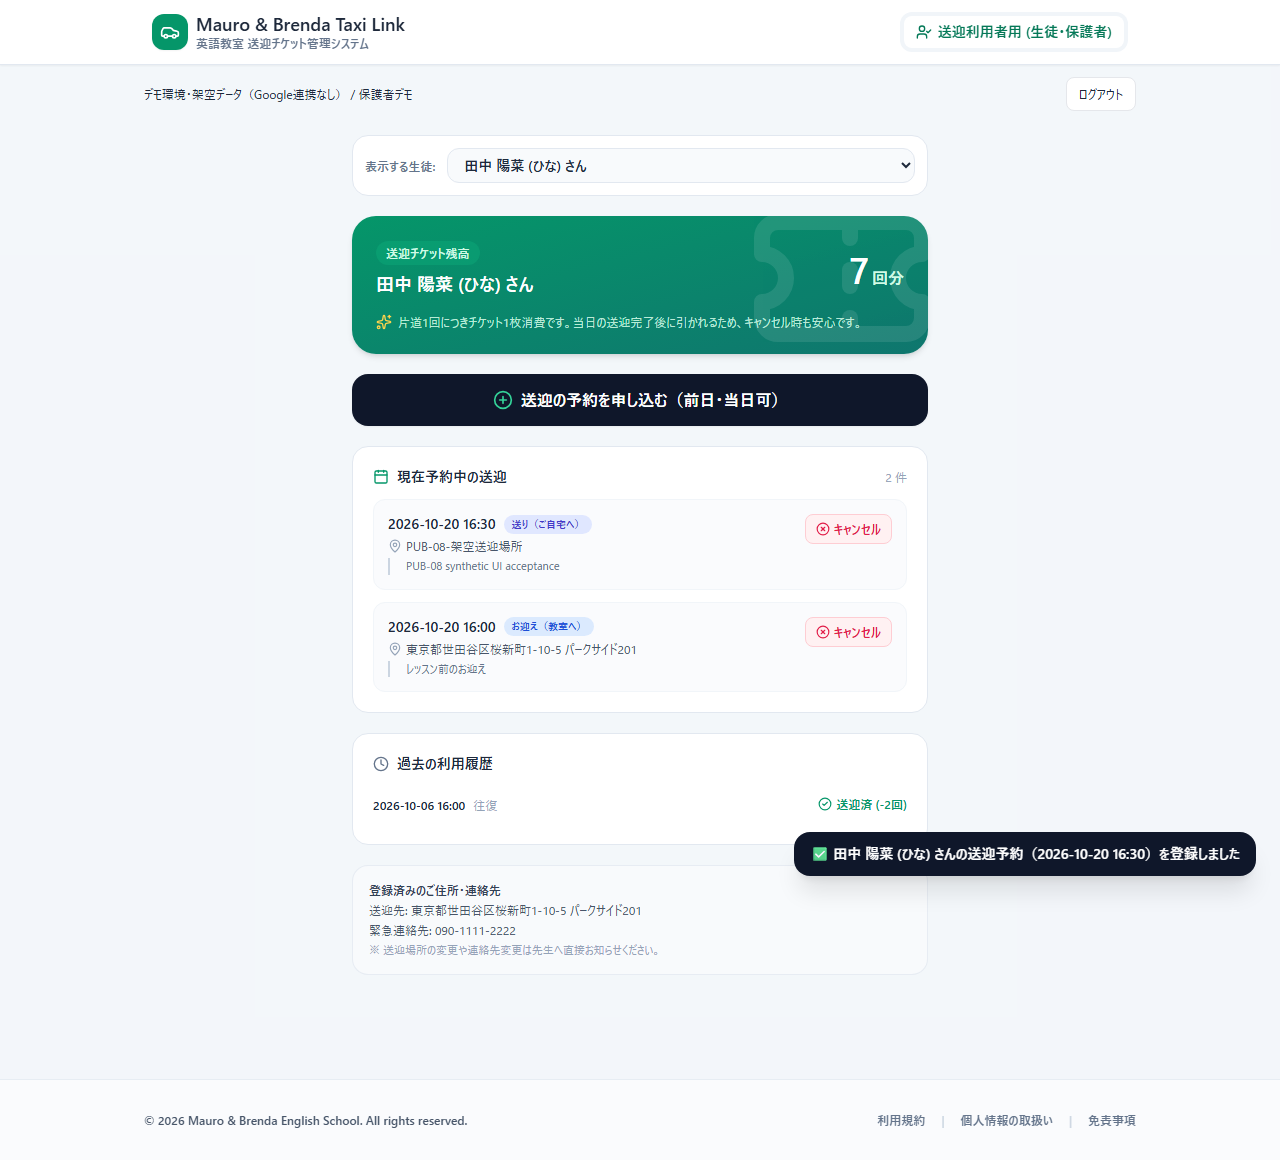 Mauro & Brenda Taxi Link
英語教室 送迎チケット管理システム
送迎利用者用 (生徒・保護者)
デモ環境・架空データ（Google連携なし） / 保護者デモ
ログアウト
表示する生徒:
田中 陽菜 (ひな) さん
送迎チケット残高
田中 陽菜 (ひな) さん
7 回分
片道1回につきチケット1枚消費です。当日の送迎完了後に引かれるため、キャンセル時も安心です。
送迎の予約を申し込む（前日・当日可）
現在予約中の送迎
2 件
2026-10-20 16:30 送り（ご自宅へ）
キャンセル
PUB-08-架空送迎場所
PUB-08 synthetic UI acceptance
2026-10-20 16:00 お迎え（教室へ）
キャンセル
東京都世田谷区桜新町1-10-5 パークサイド201
レッスン前のお迎え
過去の利用履歴
2026-10-06 16:00 往復
送迎済 (-2回)
✅ 田中 陽菜 (ひな) さんの送迎予約（2026-10-20 16:30）を登録しました
登録済みのご住所・連絡先
送迎先: 東京都世田谷区桜新町1-10-5 パークサイド201
緊急連絡先: 090-1111-2222
※ 送迎場所の変更や連絡先変更は先生へ直接お知らせください。
© 2026 Mauro & Brenda English School. All rights reserved.
利用規約 | 個人情報の取扱い | 免責事項